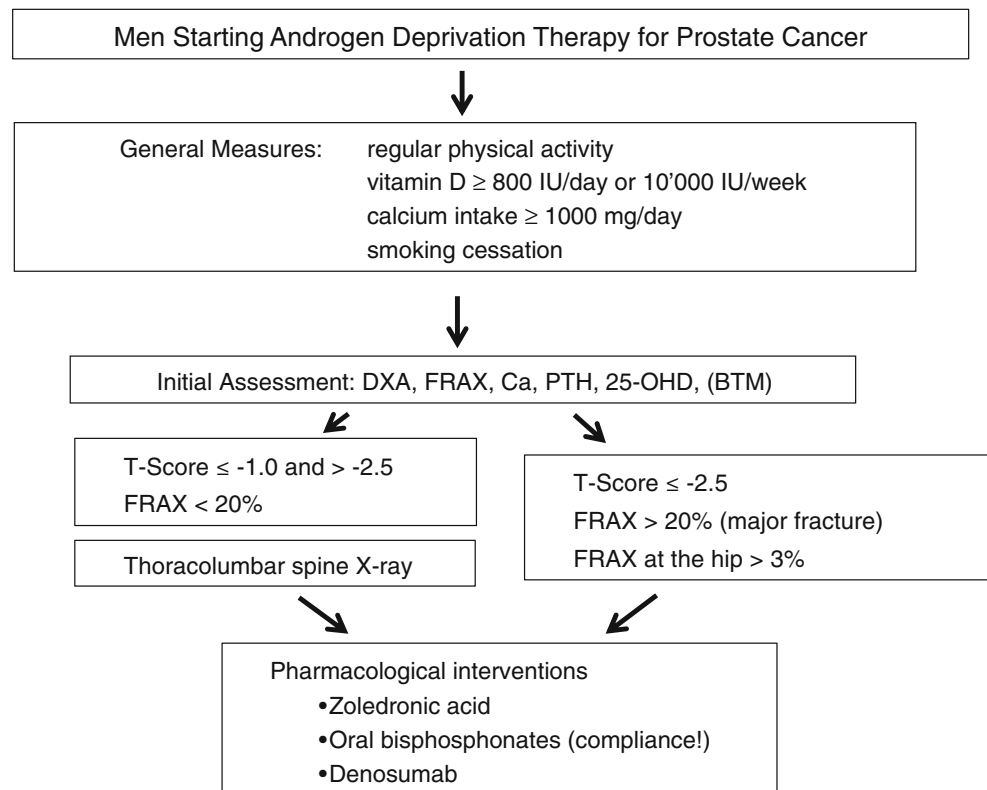 Men Starting Androgen Deprivation Therapy for Prostate Cancer
General Measures: regular physical activity
vitamin D ≥ 800 IU/day or 10’000 IU/week
calcium intake ≥ 1000 mg/day
smoking cessation
Initial Assessment: DXA, FRAX, Ca, PTH, 25-OHD, (BTM)
T-Score ≤ -1.0 and > -2.5
FRAX < 20%
Thoracolumbar spine X-ray
T-Score ≤ -2.5
FRAX > 20% (major fracture)
FRAX at the hip > 3%
Pharmacological interventions
•Zoledronic acid
•Oral bisphosphonates (compliance!)
•Denosumab